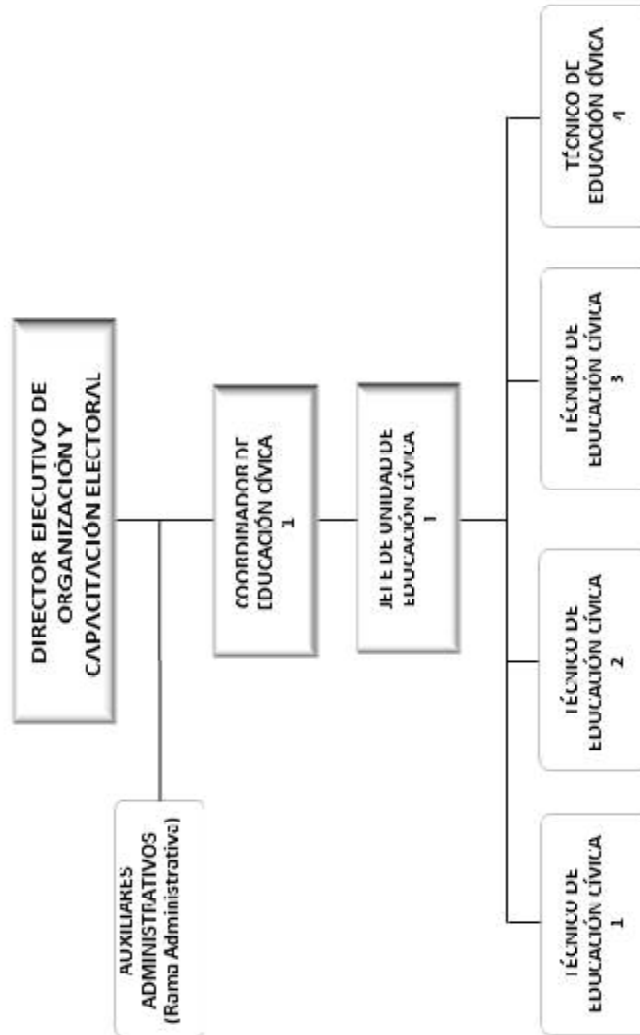 DIRECTOR EJECUTIVO DE
ORGANIZACIÓN Y
CAPACITACIÓN ELECTORAL
AUXILIARES
ADMINISTRATIVOS
(Rama Administrativa)
COORDINADOR DE
EDUCACIÓN CÍVICA
1
JEFE DE UNIDAD DE
EDUCACIÓN CÍVICA
1
TÉCNICO DE
EDUCACIÓN CÍVICA
1
TÉCNICO DE
EDUCACIÓN CÍVICA
2
TÉCNICO DE
EDUCACIÓN CÍVICA
3
TÉCNICO DE
EDUCACIÓN CÍVICA
4